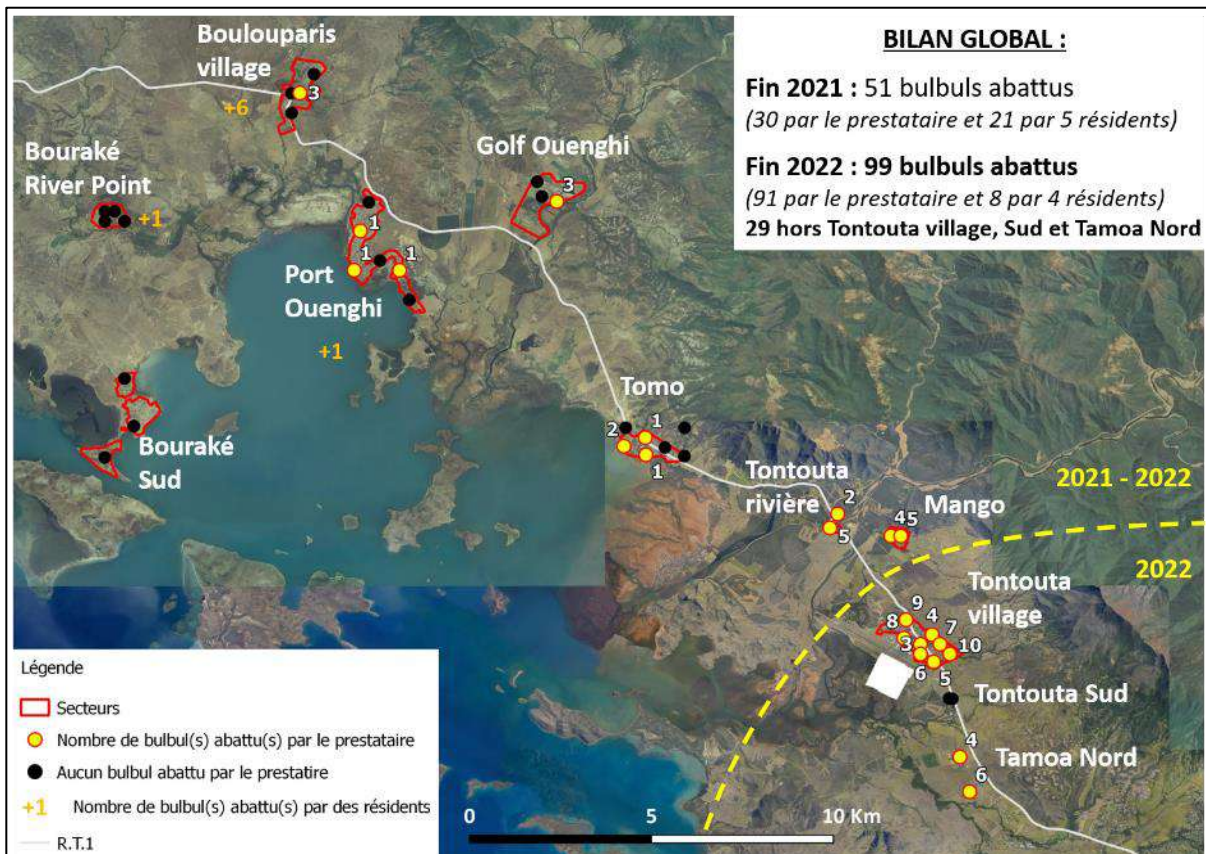 BILAN GLOBAL :
Fin 2021 : 51 bulbuls abattus
(30 par le prestataire et 21 par 5 résidents)
Fin 2022 : 99 bulbuls abattus
(91 par le prestataire et 8 par 4 résidents)
29 hors Tontouta village, Sud et Tamoa Nord
Boulouparis
village
3
+6
Bouraké
River Point
+1
Golf Ouenghi
3
1
1
1
Port
Ouenghi
+1
Bouraké
Sud
Tomo
1
2
1
Tontouta
rivière
2
5
Mango
45
2021 - 2022
2022
Tontouta
village
9
4
8
7
3
10
6
5
Tontouta Sud
4
Tamoa Nord
6
Légende
Secteurs
Nombre de bulbul(s) abattu(s) par le prestataire
Aucun bulbul abattu par le prestatire
+1 Nombre de bulbul(s) abattu(s) par des résidents
R.T.1
0 5 10 Km